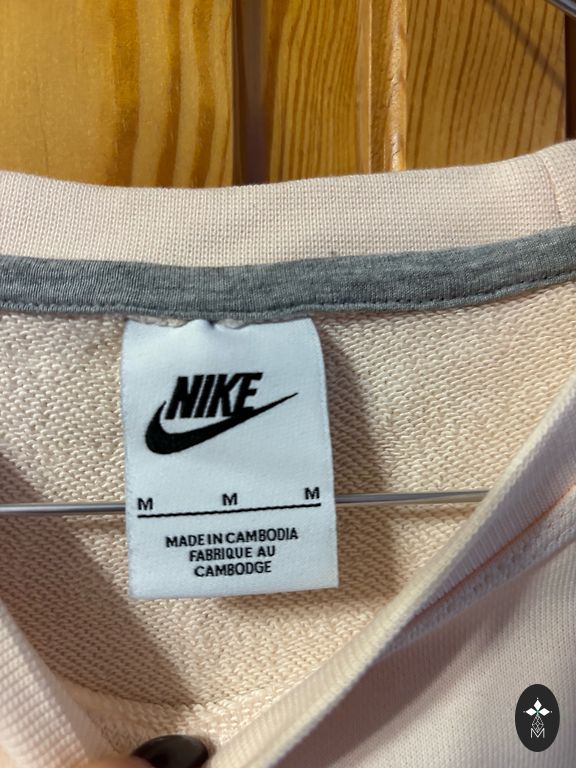 NIKE
M M M
MADE IN CAMBODIA
FABRIQUE AU
CAMBODGE